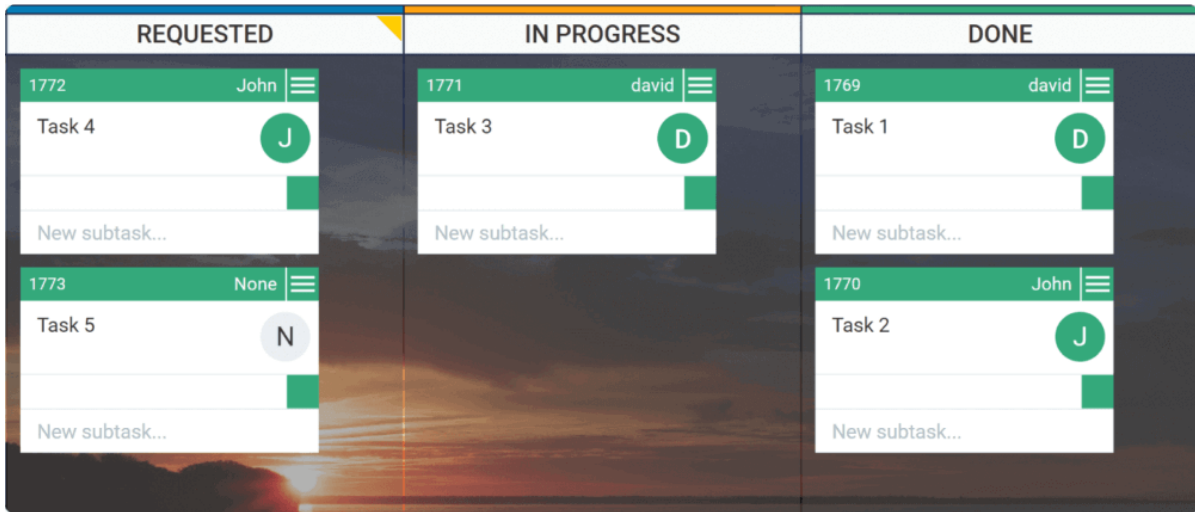 REQUESTED
IN PROGRESS
DONE
1772 John
Task 4
J
New subtask...
1773 None
Task 5
N
New subtask...
1771 david
Task 3
D
New subtask...
1769 david
Task 1
D
New subtask...
1770 John
Task 2
J
New subtask...